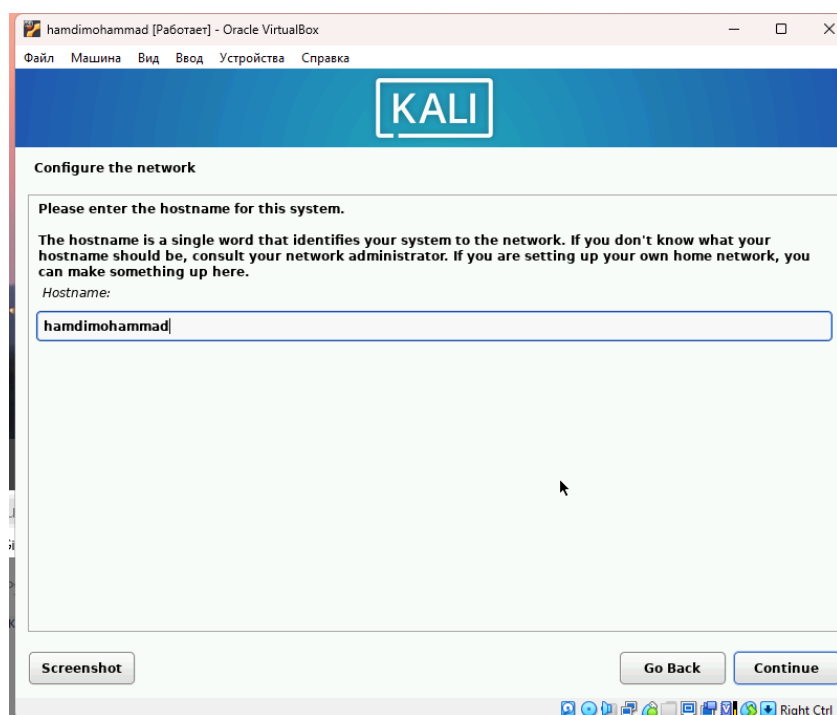 hamdimohammad [Работает] - Oracle VirtualBox
Файл Машина Вид Ввод Устройства Справка
KALI
Configure the network
Please enter the hostname for this system.
The hostname is a single word that identifies your system to the network. If you don't know what your
hostname should be, consult your network administrator. If you are setting up your own home network, you
can make something up here.
Hostname:
hamdimohammad
Screenshot
Go Back
Continue
Right Ctrl